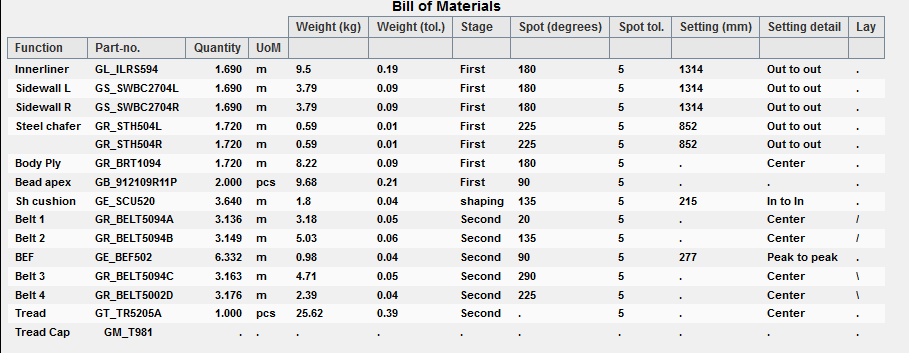 Bill of Materials
Weight (kg) Weight (tol.) Stage Spot (degrees) Spot tol. Setting (mm) Setting detail Lay
Function Part-no. Quantity UoM
Innerliner GL_ILRS594 1.690 m 9.5 0.19 First 180 5 1314 Out to out .
Sidewall L GS_SWBC2704L 1.690 m 3.79 0.09 First 180 5 1314 Out to out .
Sidewall R GS_SWBC2704R 1.690 m 3.79 0.09 First 180 5 1314 Out to out .
Steel chafer GR_STH504L 1.720 m 0.59 0.01 First 225 5 852 Out to out .
GR_STH504R 1.720 m 0.59 0.01 First 225 5 852 Out to out .
Body Ply GR_BRT1094 1.720 m 8.22 0.09 First 180 5 . Center .
Bead apex GB_912109R11P 2.000 pcs 9.68 0.21 First 90 5 . . .
Sh cushion GE_SCU520 3.640 m 1.8 0.04 shaping 135 5 215 In to In .
Belt 1 GR_BELT5094A 3.136 m 3.18 0.05 Second 20 5 . Center /
Belt 2 GR_BELT5094B 3.149 m 5.03 0.06 Second 135 5 . Center /
BEF GE_BEF502 6.332 m 0.98 0.04 Second 90 5 277 Peak to peak .
Belt 3 GR_BELT5094C 3.163 m 4.71 0.05 Second 290 5 . Center \
Belt 4 GR_BELT5002D 3.176 m 2.39 0.04 Second 225 5 . Center \
Tread GT_TR5205A 1.000 pcs 25.62 0.39 Second . 5 . Center .
Tread Cap GM_T981 . . . . . . . . . .